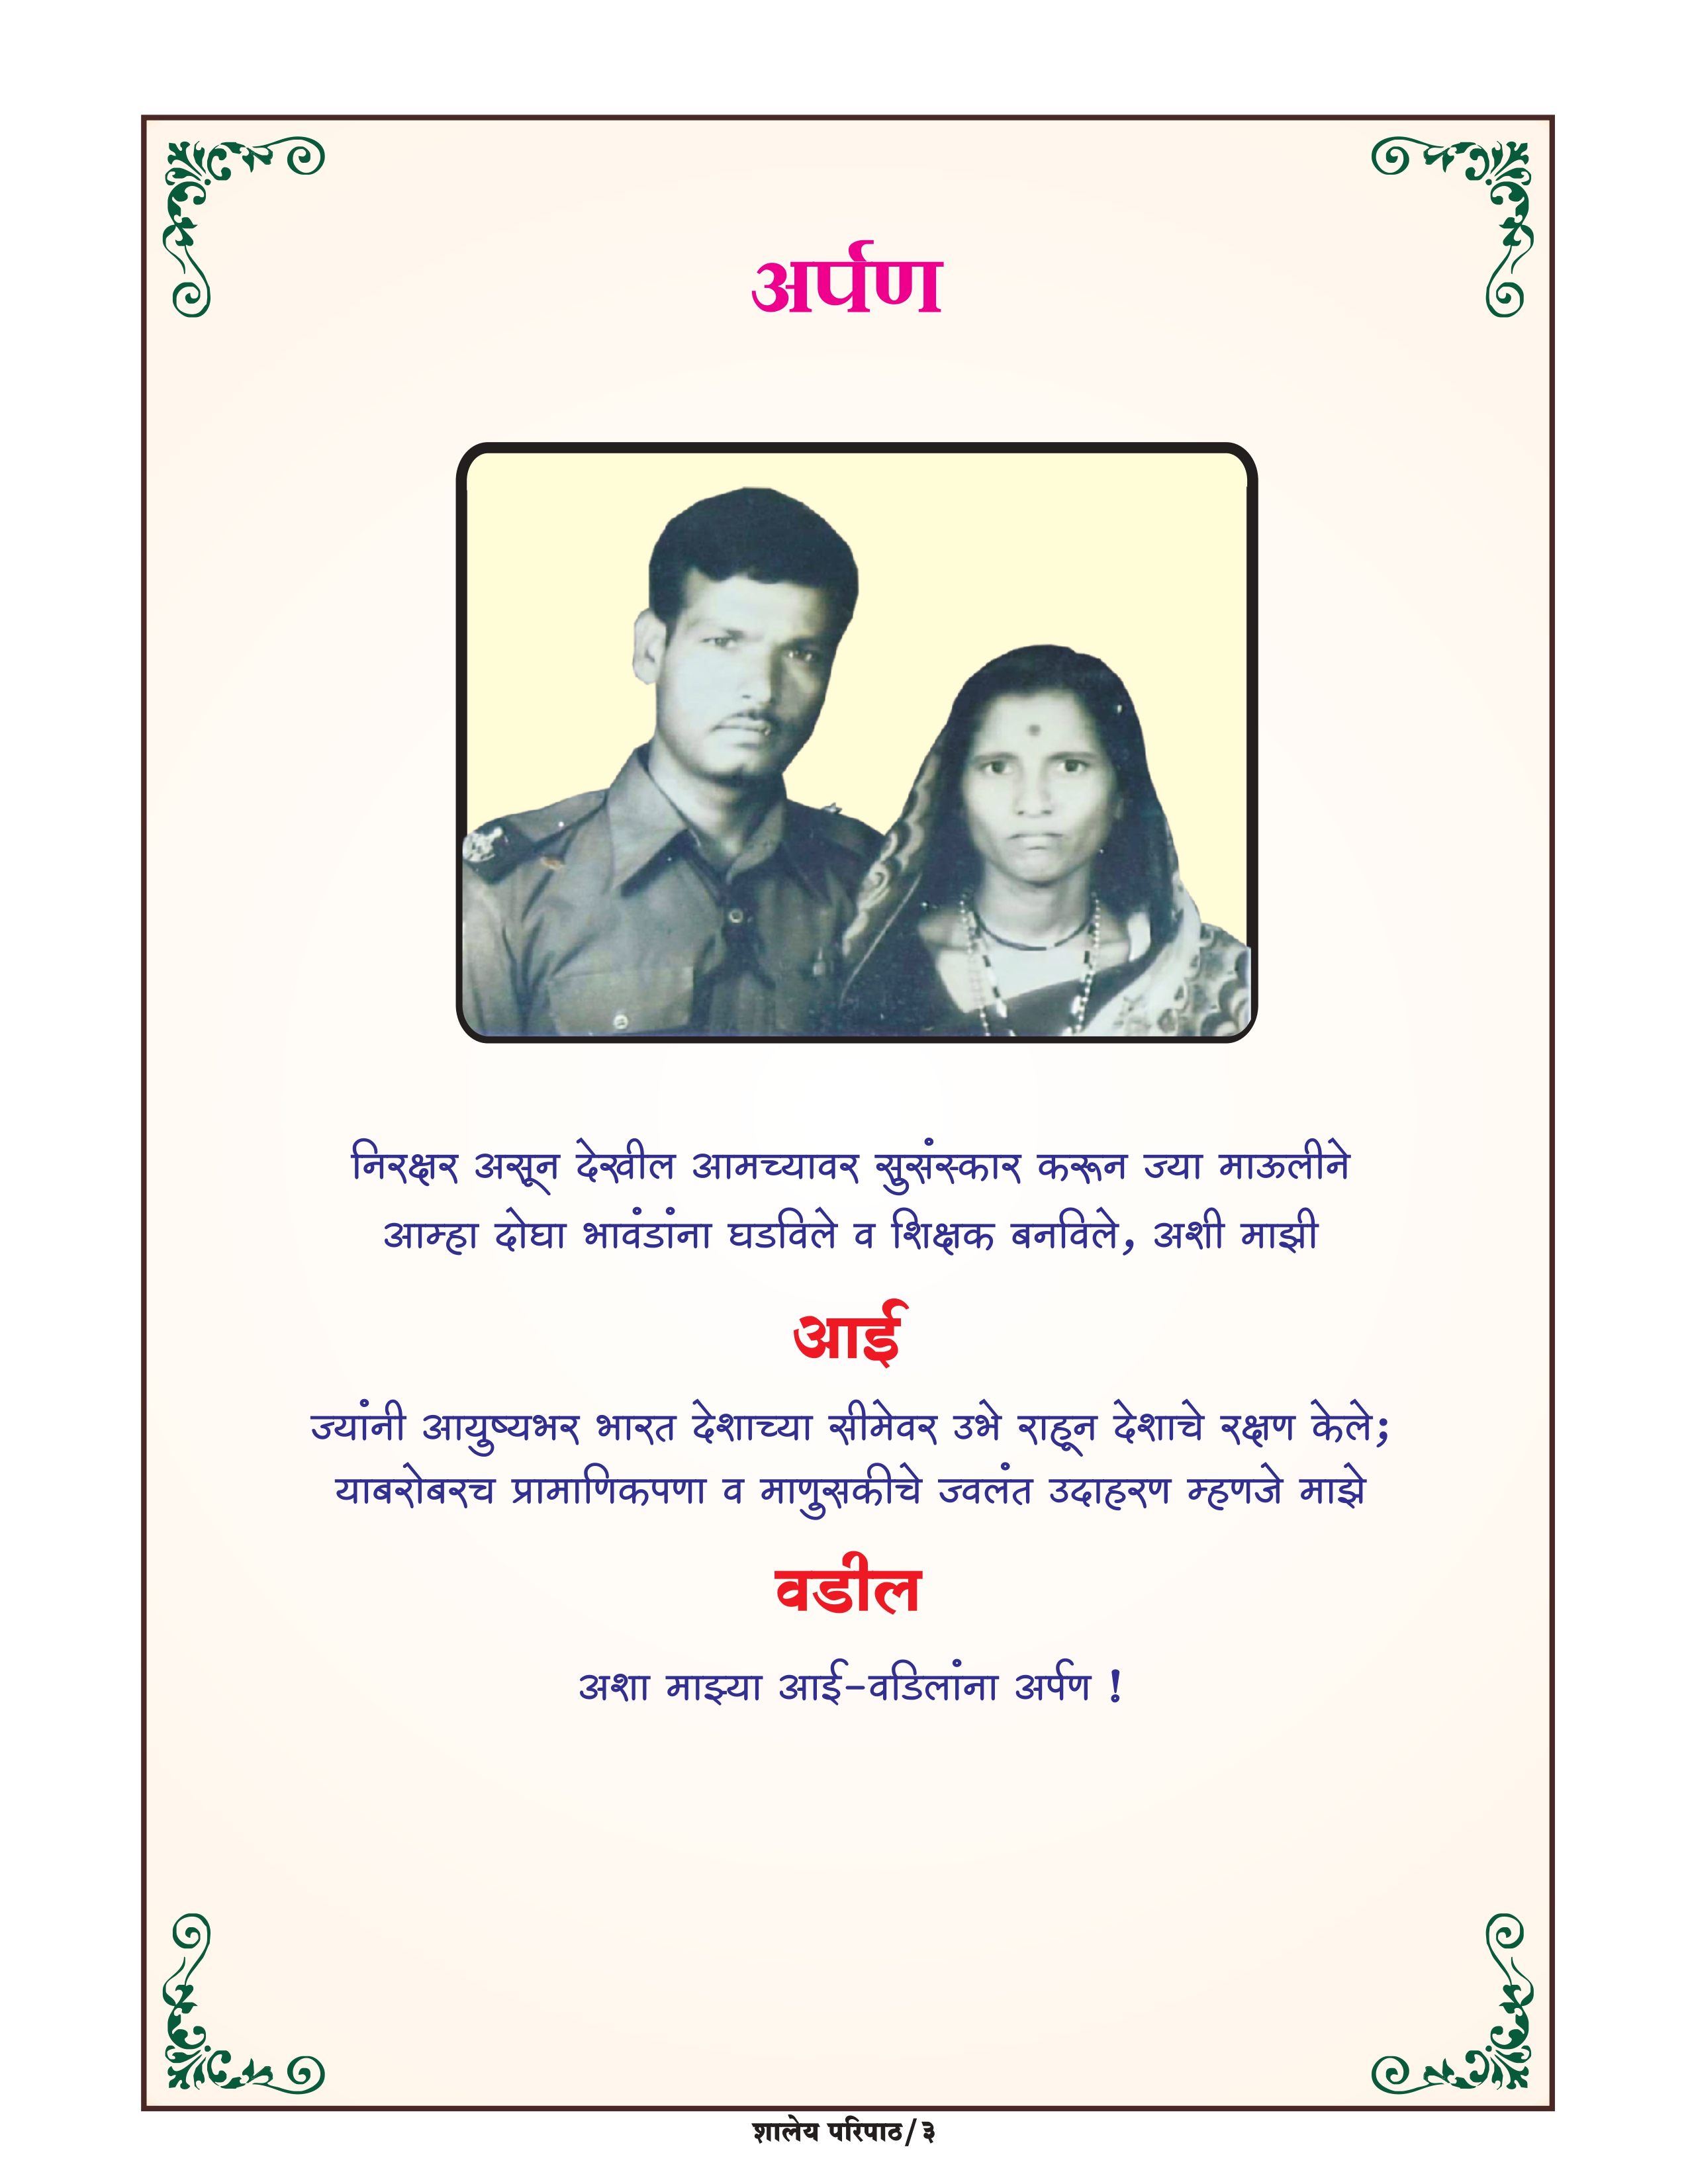 अर्पण
निरक्षर असून देखील आमच्यावर सुसंस्कार करून ज्या माऊलीने
आम्हा दोघा भावंडांना घडविले व शिक्षक बनविले, अशी माझी
आई
ज्यांनी आयुष्यभर भारत देशाच्या सीमेवर उभे राहून देशाचे रक्षण केले;
याबरोबरच प्रामाणिकपणा व माणुसकीचे ज्वलंत उदाहरण म्हणजे माझे
वडील
अशा माझ्या आई-वडिलांना अर्पण !
शालेय परिपाठ/३